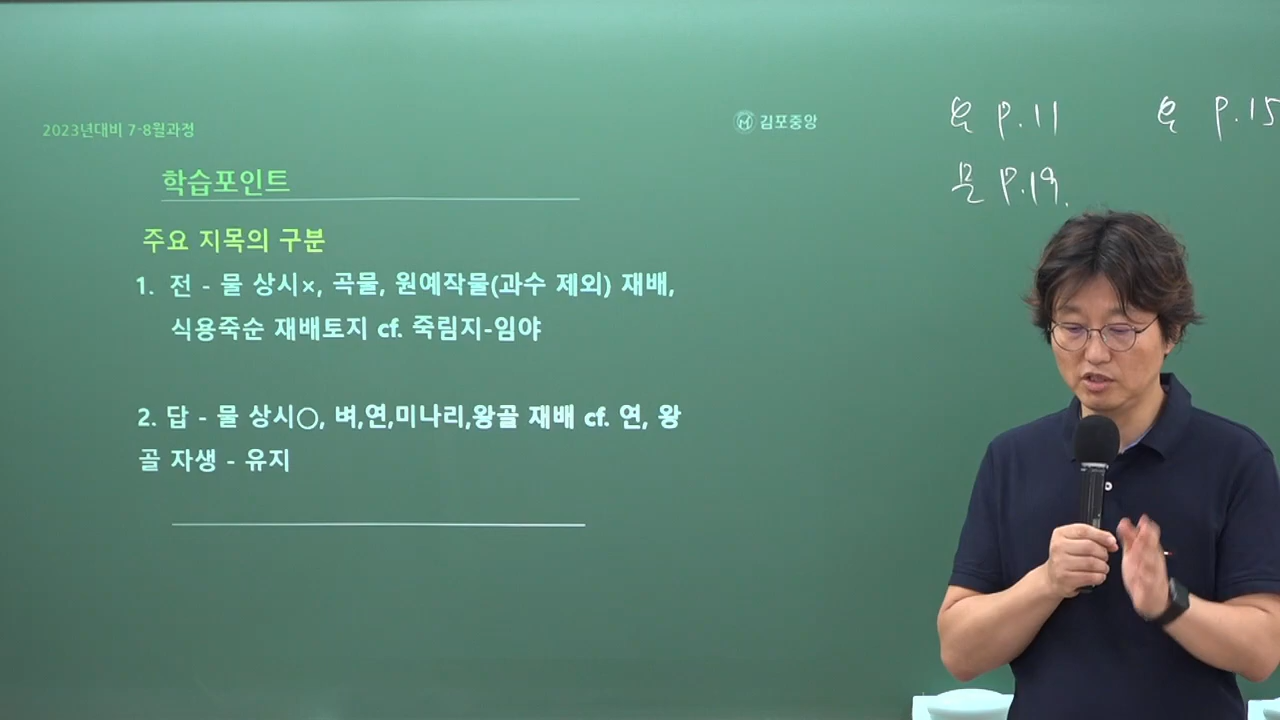 2023년대비 7-8월과정
김포중앙
학습포인트
주요 지목의 구분
1. 전 - 물 상시×, 곡물, 원예작물(과수 제외) 재배,
식용죽순 재배토지 cf. 죽림지-임야
2. 답 - 물 상시○, 벼,연,미나리,왕골 재배 cf. 연, 왕
골 자생 - 유지
P.11
P.15
문 P.19.